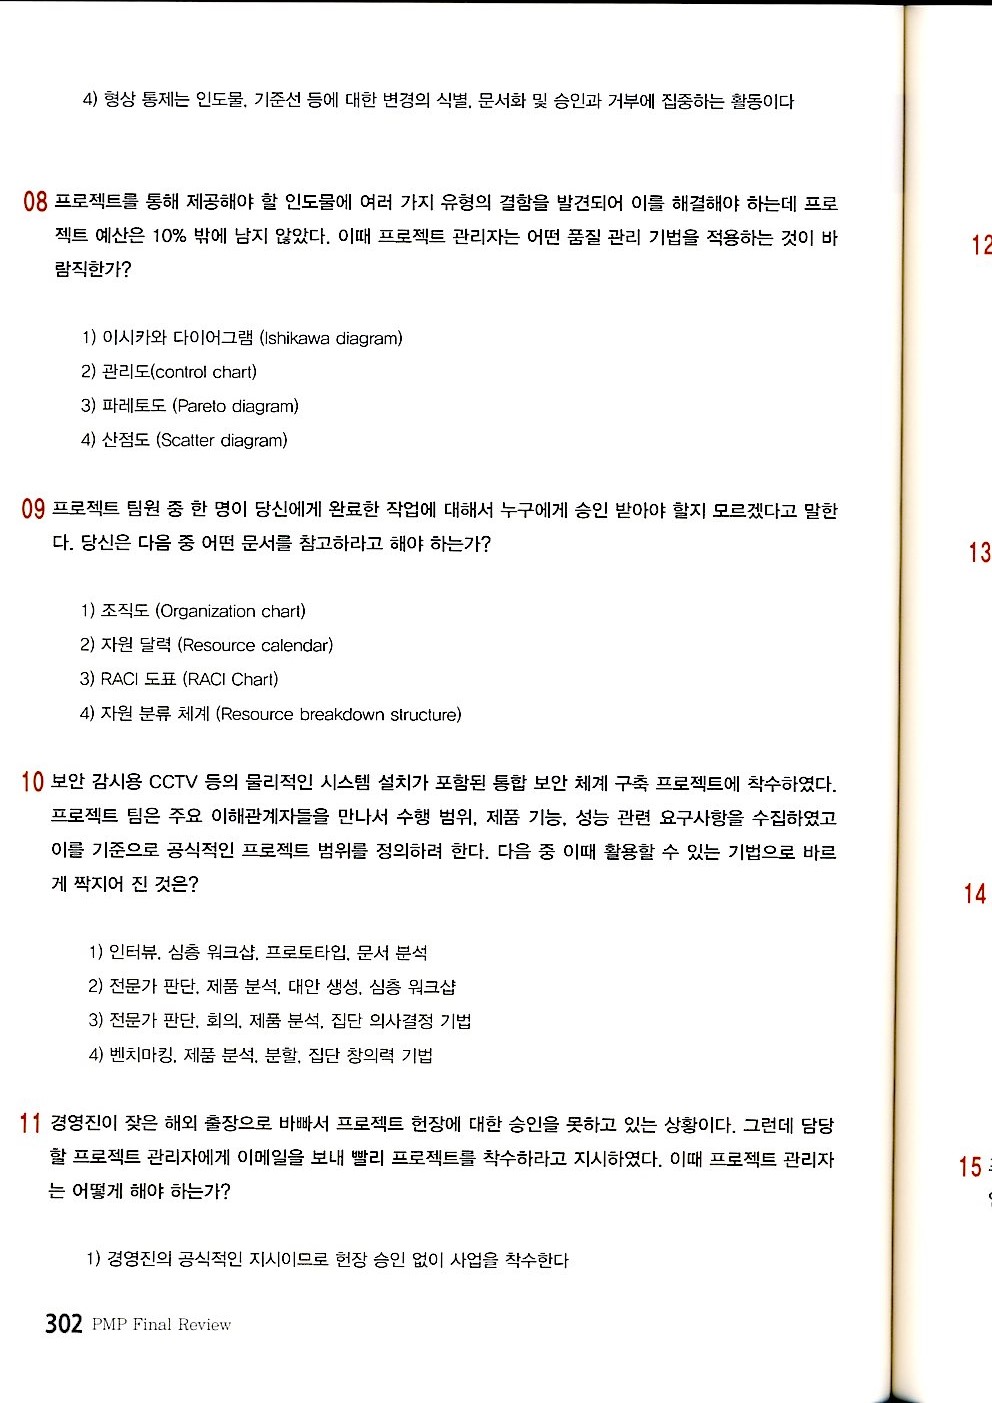 4) 형상 통제는 인도물, 기준선 등에 대한 변경의 식별, 문서화 및 승인과 거부에 집중하는 활동이다
08 프로젝트를 통해 제공해야 할 인도물에 여러 가지 유형의 결함을 발견되어 이를 해결해야 하는데 프로
젝트 예산은 10% 밖에 남지 않았다. 이때 프로젝트 관리자는 어떤 품질 관리 기법을 적용하는 것이 바
람직한가?
1) 이시카와 다이어그램 (Ishikawa diagram)
2) 관리도(control chart)
3) 파레토도 (Pareto diagram)
4) 산점도 (Scatter diagram)
09 프로젝트 팀원 중 한 명이 당신에게 완료한 작업에 대해서 누구에게 승인 받아야 할지 모르겠다고 말한
다. 당신은 다음 중 어떤 문서를 참고하라고 해야 하는가?
1) 조직도 (Organization chart)
2) 자원 달력 (Resource calendar)
3) RACI 도표 (RACI Chart)
4) 자원 분류 체계 (Resource breakdown structure)
10 보안 감시용 CCTV 등의 물리적인 시스템 설치가 포함된 통합 보안 체계 구축 프로젝트에 착수하였다.
프로젝트 팀은 주요 이해관계자들을 만나서 수행 범위, 제품 기능, 성능 관련 요구사항을 수집하였고
이를 기준으로 공식적인 프로젝트 범위를 정의하려 한다. 다음 중 이때 활용할 수 있는 기법으로 바르
게 짝지어 진 것은?
1) 인터뷰, 심층 워크샵, 프로토타입, 문서 분석
2) 전문가 판단, 제품 분석, 대안 생성, 심층 워크샵
3) 전문가 판단, 회의, 제품 분석, 집단 의사결정 기법
4) 벤치마킹, 제품 분석, 분할, 집단 창의력 기법
11 경영진이 잦은 해외 출장으로 바빠서 프로젝트 헌장에 대한 승인을 못하고 있는 상황이다. 그런데 담당
할 프로젝트 관리자에게 이메일을 보내 빨리 프로젝트를 착수하라고 지시하였다. 이때 프로젝트 관리자
는 어떻게 해야 하는가?
1) 경영진의 공식적인 지시이므로 헌장 승인 없이 사업을 착수한다
302 PMP Final Review
12
13
14
15